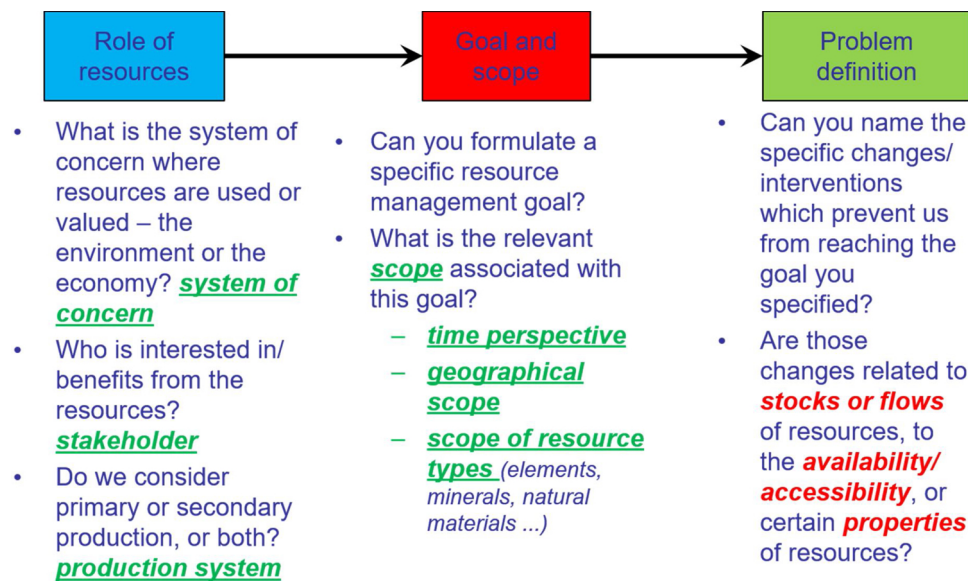 Role of
resources
Goal and
scope
Problem
definition
• What is the system of
concern where
resources are used or
valued – the
environment or the
economy? system of
concern
• Who is interested in/
benefits from the
resources?
stakeholder
• Do we consider
primary or secondary
production, or both?
production system
• Can you formulate a
specific resource
management goal?
• What is the relevant
scope associated with
this goal?
– time perspective
– geographical
scope
– scope of resource
types (elements,
minerals, natural
materials ...)
• Can you name the
specific changes/
interventions
which prevent us
from reaching the
goal you
specified?
• Are those
changes related to
stocks or flows
of resources, to
the availability/
accessibility, or
certain properties
of resources?